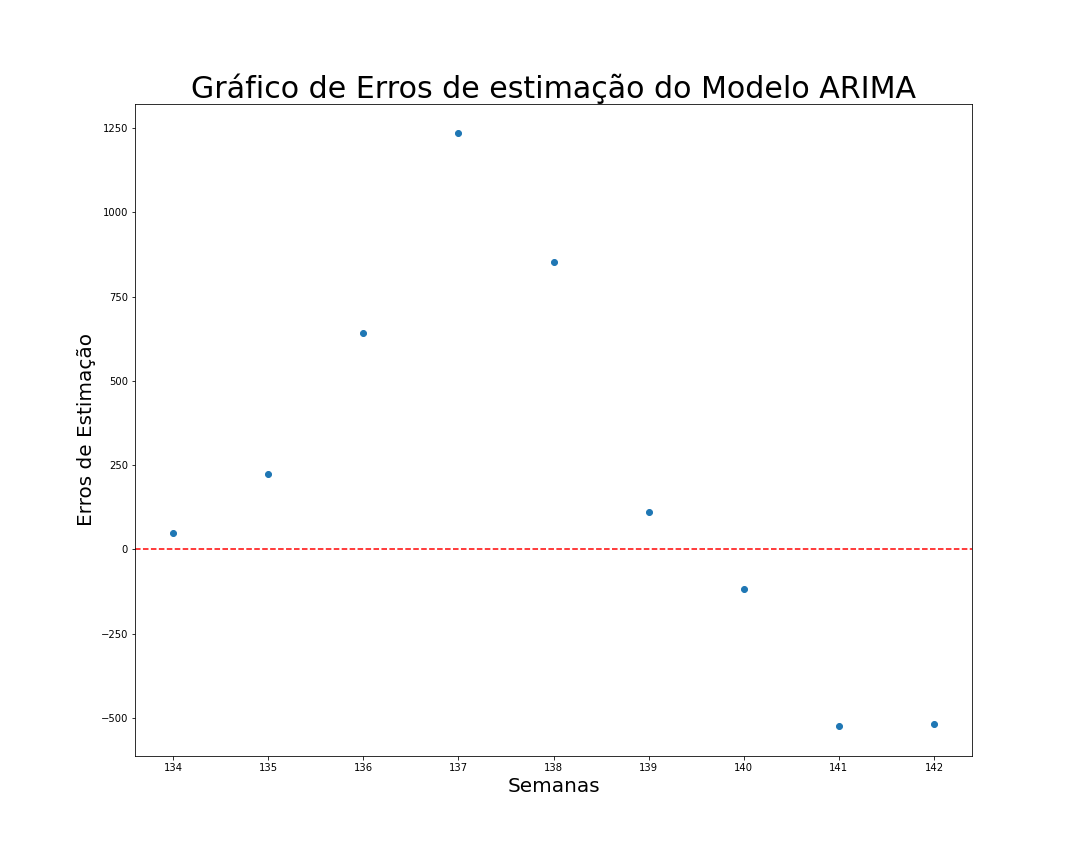 Gráfico de Erros de estimação do Modelo ARIMA
Erros de Estimação
1250
1000
750
500
250
0
−250
−500
134 135 136 137 138 139 140 141 142
Semanas